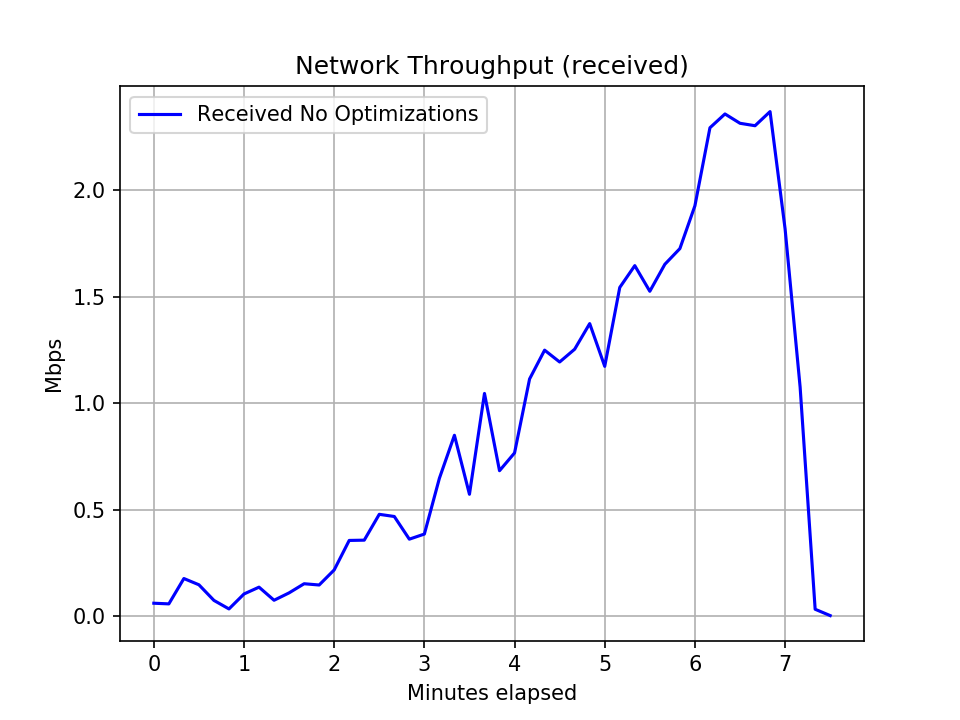 Network Throughput (received)
Received No Optimizations
Mbps
2.0
1.5
1.0
0.5
0.0
0 1 2 3 4 5 6 7
Minutes elapsed